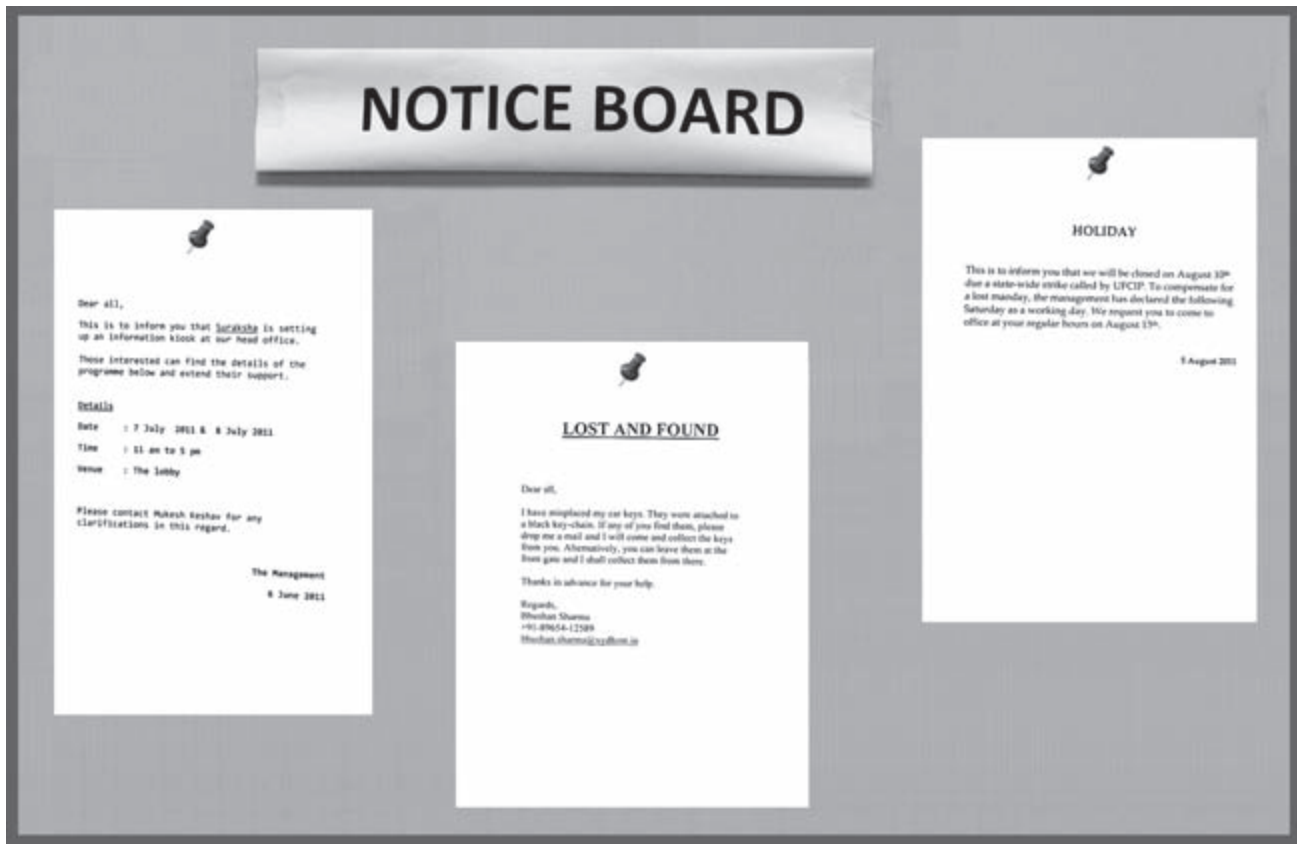 NOTICE BOARD
Dear all,
This is to inform you that Suraksha is setting
up an information kiosk at our head office.
Those interested can find the details of the
programme below and extend their support.
Details
Date : 7 July 2011 & 8 July 2011
Time : 11 am to 5 pm
Venue : The lobby
Please contact Mukesh Keshav for any
clarifications in this regard.
The Management
June 2011
LOST AND FOUND
Dear all,
I have misplaced my car keys. They were attached to
a black key-chain. If any of you find them, please
drop me a mail and I will come and collect the keys
from you. Alternatively, you can leave them at the
front gate and I shall collect them from there.
Thanks in advance for your help.
Regards,
Bhushan Sharma
+91-89654-12589
HOLIDAY
This is to inform you that we will be closed on August 10th
due a state-wide strike called by UFCIP. To compensate for
a lost manday, the management has declared the following
Saturday as a working day. We request you to come to
office at your regular hours on August
5 August 2011